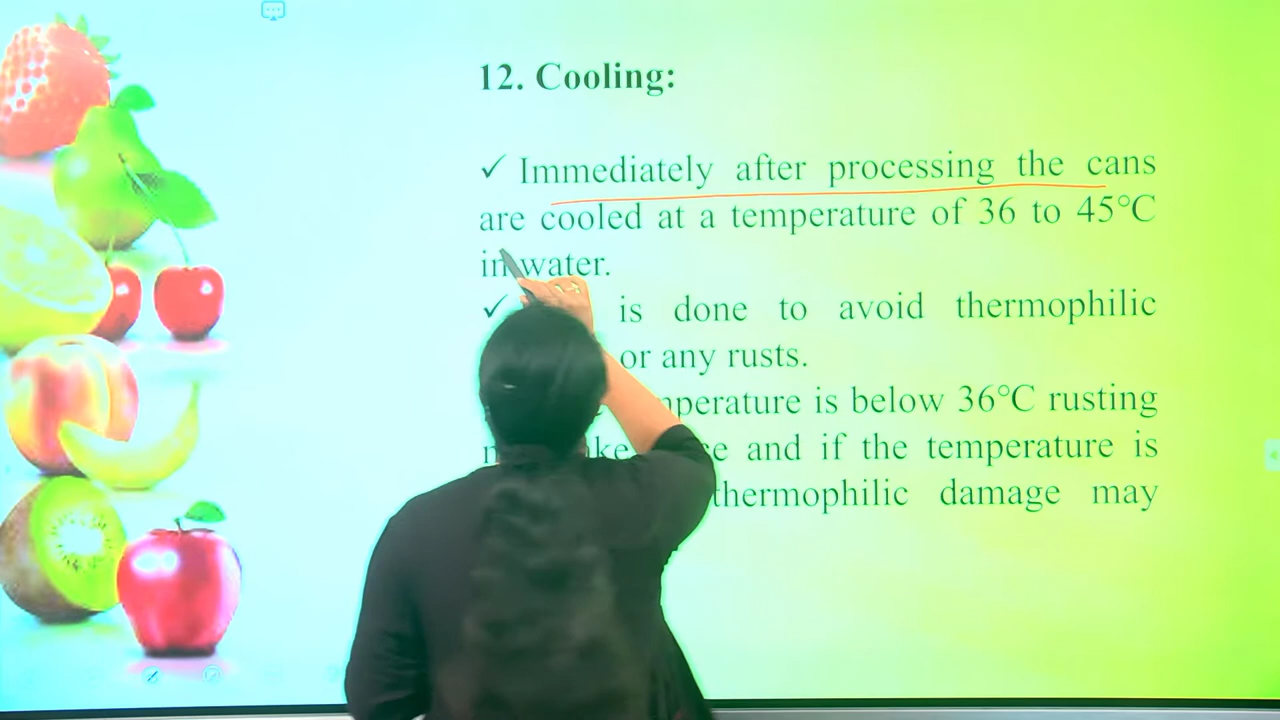 12. Cooling:
✓ Immediately after processing the cans
are cooled at a temperature of 36 to 45°C
in water.
✓ is done to avoid thermophilic
or any rusts.
is below 36°C rusting
and if the temperature is
thermophilic damage may